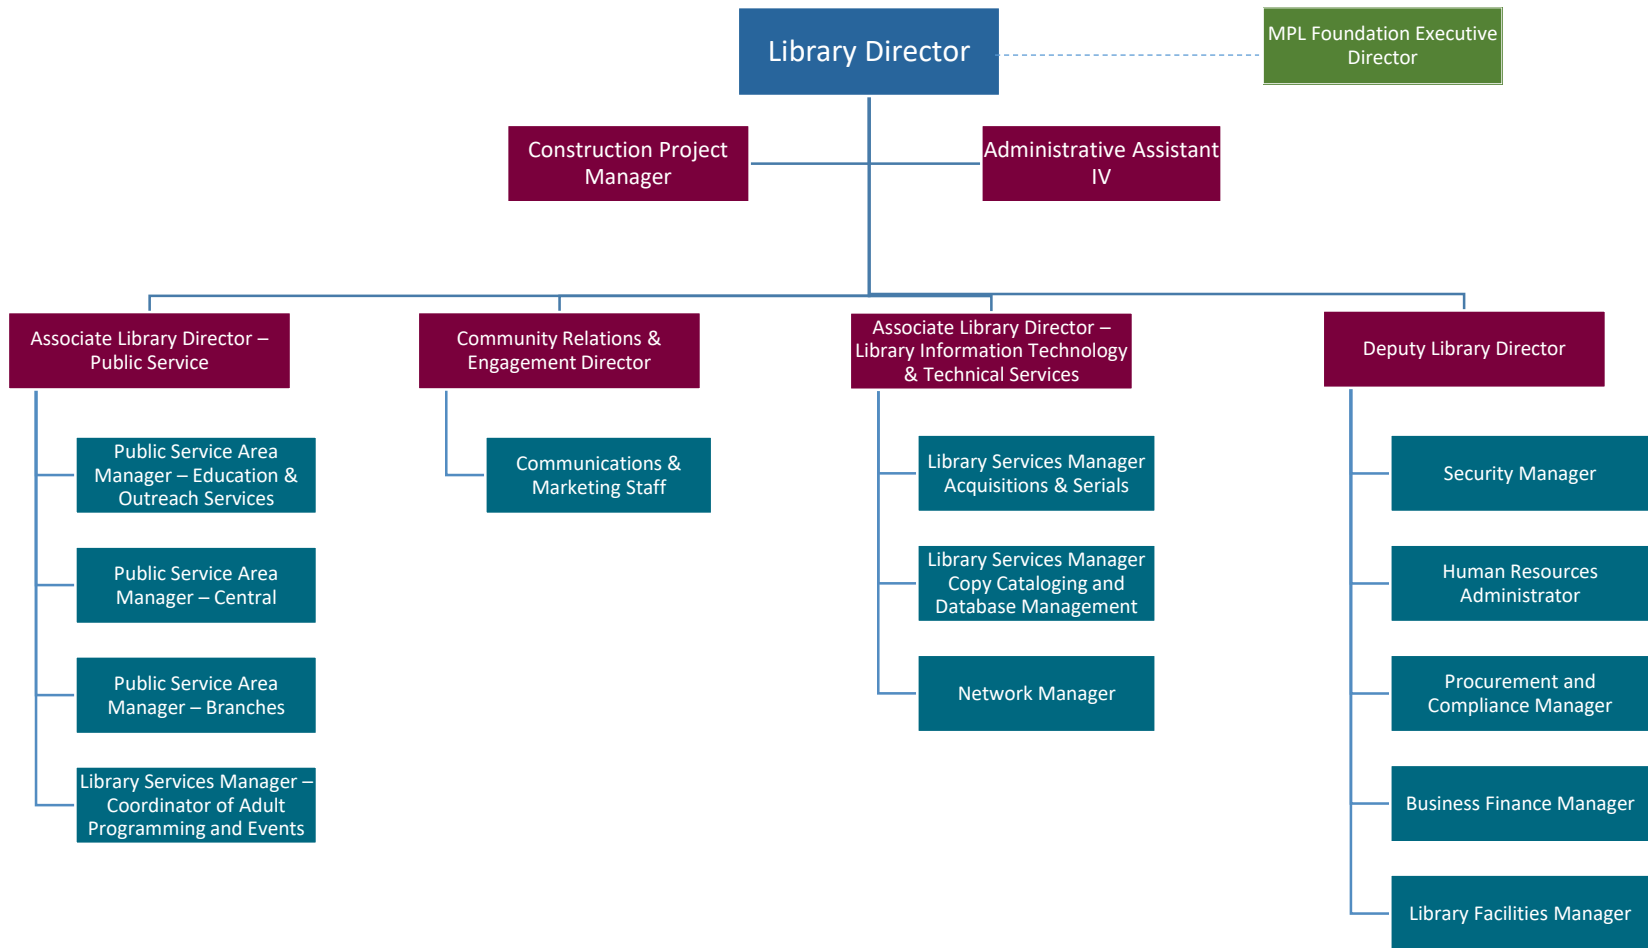 Library Director
MPL Foundation Executive
Director
Construction Project
Manager
Administrative Assistant
IV
Associate Library Director –
Public Service
Community Relations &
Engagement Director
Associate Library Director –
Library Information Technology
& Technical Services
Deputy Library Director
Public Service Area
Manager – Education &
Outreach Services
Public Service Area
Manager – Central
Public Service Area
Manager – Branches
Library Services Manager –
Coordinator of Adult
Programming and Events
Communications &
Marketing Staff
Library Services Manager
Acquisitions & Serials
Library Services Manager
Copy Cataloging and
Database Management
Network Manager
Security Manager
Human Resources
Administrator
Procurement and
Compliance Manager
Business Finance Manager
Library Facilities Manager